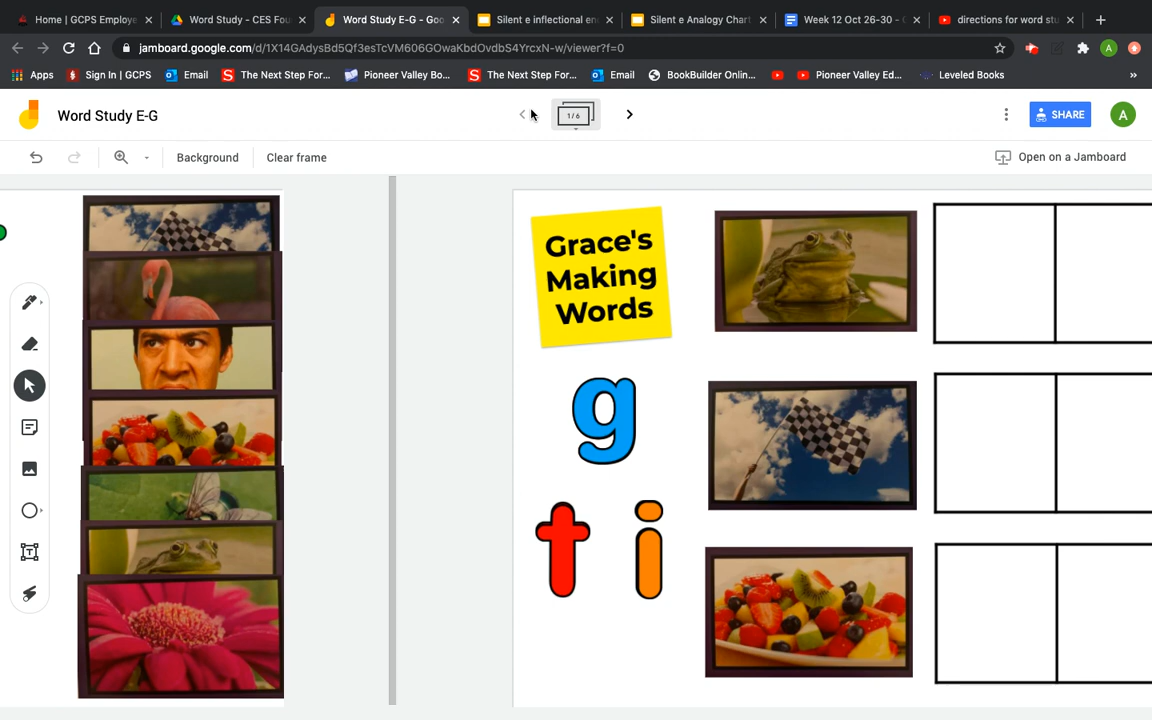 Home | GCPS Employe
Word Study - CES Fou
Word Study E-G - Goo
Silent e inflectional en
Silent e Analogy Chart
Week 12 Oct 26-30 -
directions for word stu
jamboard.google.com/d/1X14GAdysBd5Qf3esTcVM606GOwaKbdOvdbS4YrcxN-w/viewer?f=0
A
Apps
Sign In | GCPS
Email
The Next Step For...
Pioneer Valley Bo...
The Next Step For...
Email
BookBuilder Onlin...
Pioneer Valley Ed...
Leveled Books
»
Word Study E-G
1/6
SHARE
A
Background
Clear frame
Open on a Jamboard
Grace's
Making
Words
g
t i